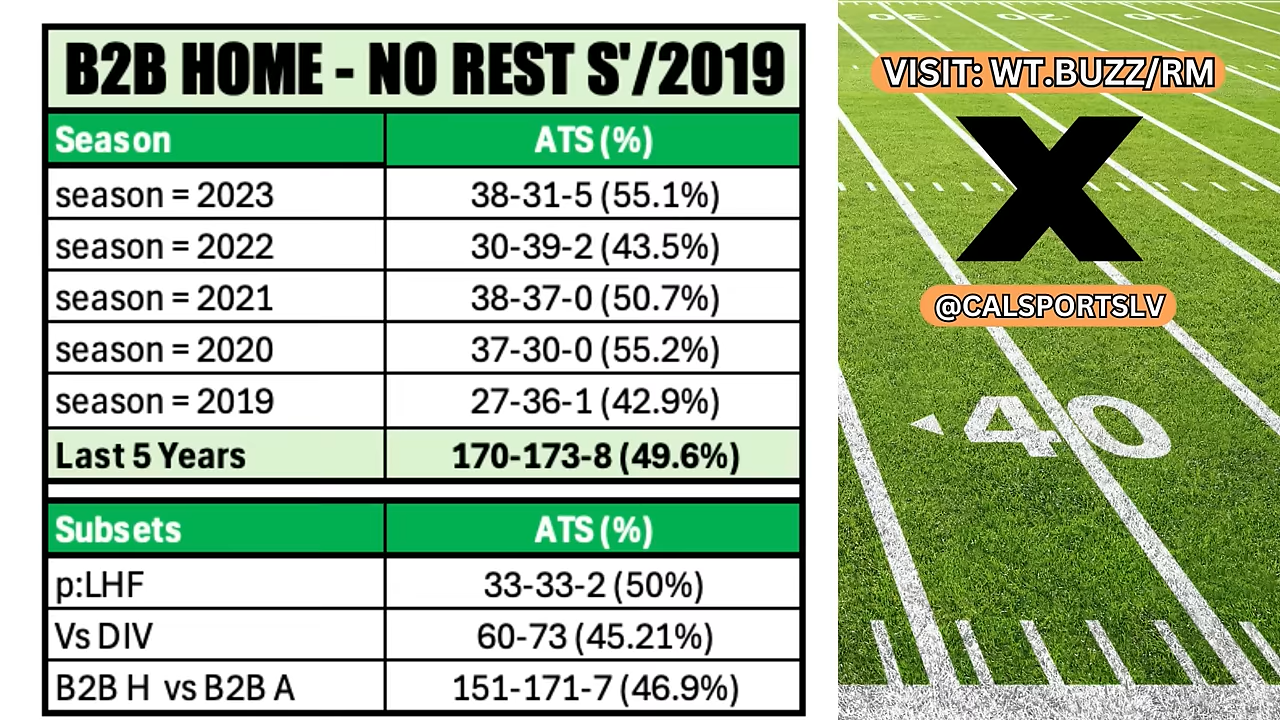 B2B HOME - NO REST S'/2019
Season ATS (%)
season = 2023 38-31-5 (55.1%)
season = 2022 30-39-2 (43.5%)
season = 2021 38-37-0 (50.7%)
season = 2020 37-30-0 (55.2%)
season = 2019 27-36-1 (42.9%)
Last 5 Years 170-173-8 (49.6%)
Subsets ATS (%)
p:LHF 33-33-2 (50%)
Vs DIV 60-73 (45.21%)
B2B H vs B2B A 151-171-7 (46.9%)
VISIT: WT.BUZZ/RM
X
@CALSPORTSLV
40